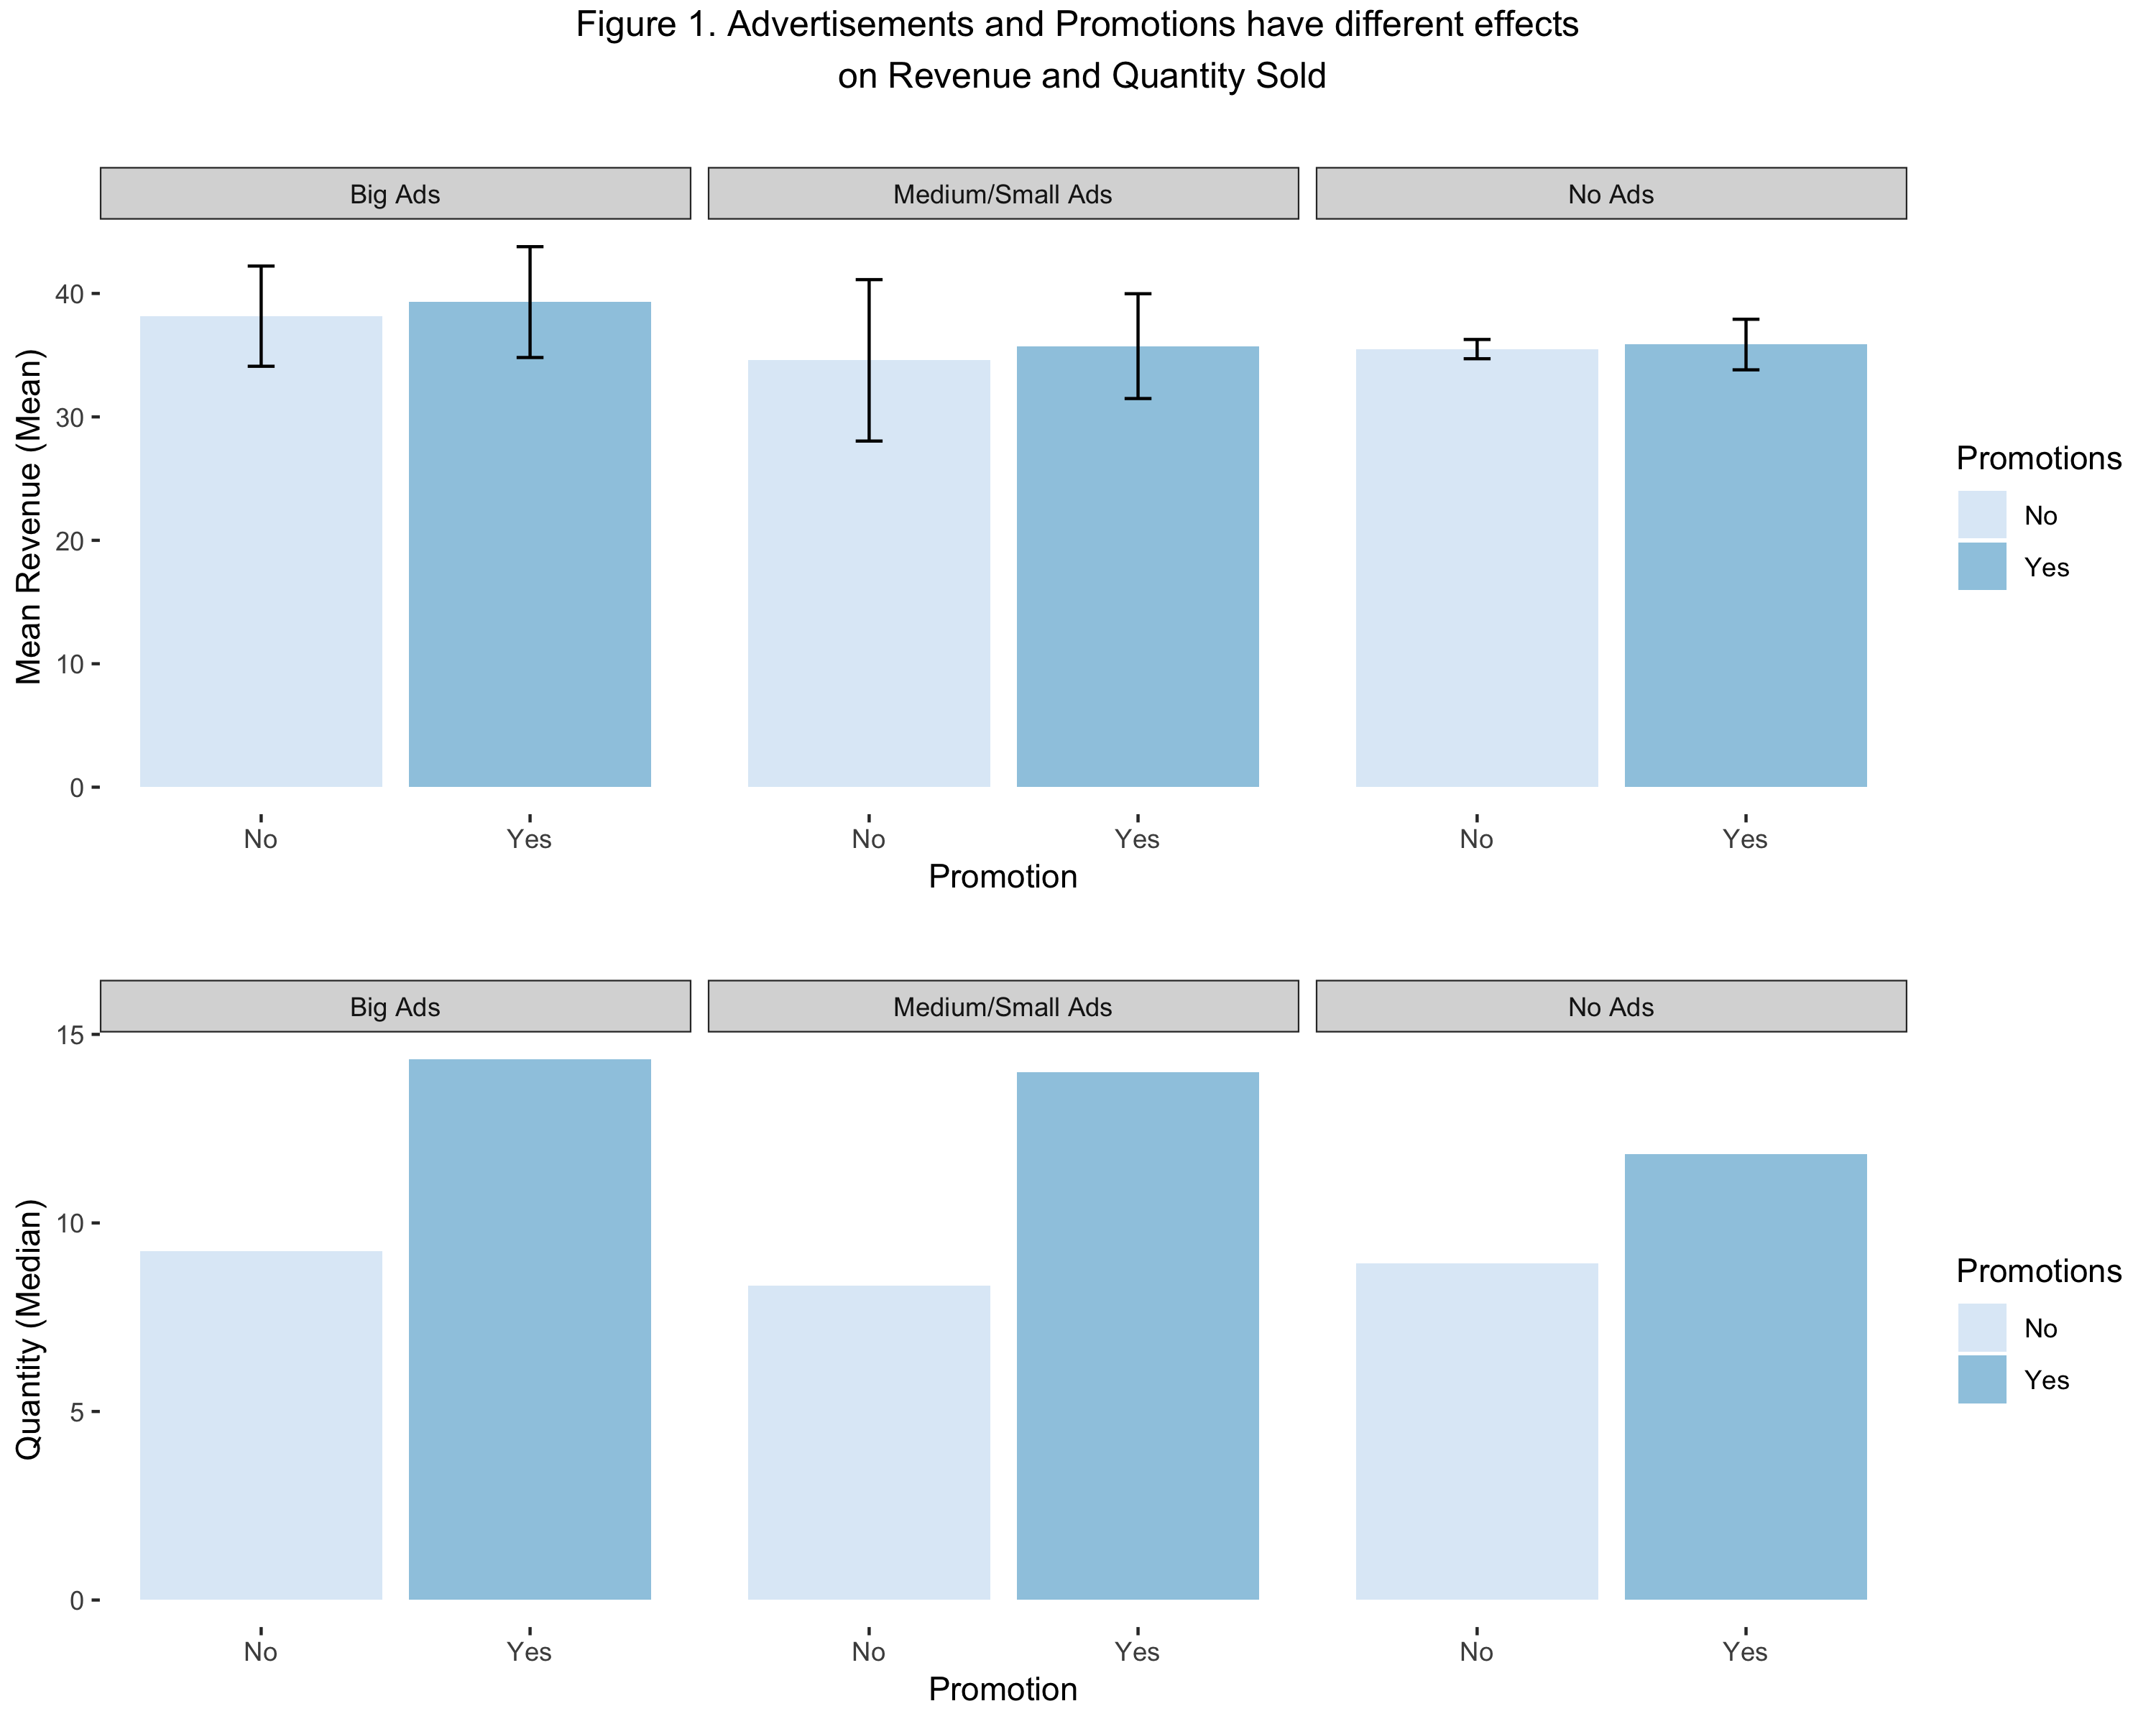 Figure 1. Advertisements and Promotions have different effects
on Revenue and Quantity Sold
Big Ads
Medium/Small Ads
No Ads
Mean Revenue (Mean)
40
30
20
10
0
No
Yes
No
Yes
No
Yes
Promotion
Promotions
No
Yes
Big Ads
Medium/Small Ads
No Ads
Quantity (Median)
15
10
5
0
No
Yes
No
Yes
No
Yes
Promotion
Promotions
No
Yes